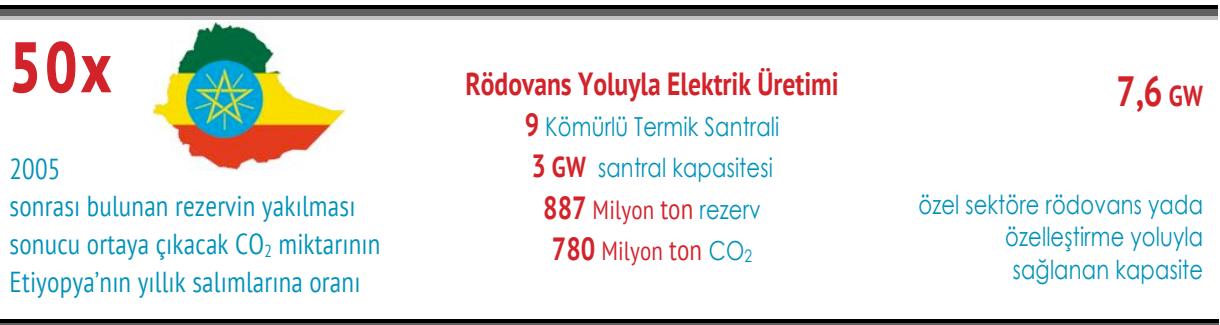 50x
2005
sonrası bulunan rezervin yakılması
sonucu ortaya çıkacak CO₂ miktarının
Etiyopya’nın yıllık salımlarına oranı
Rödovans Yoluyla Elektrik Üretimi
9 Kömürlü Termik Santrali
3 GW santral kapasitesi
887 Milyon ton rezerv
780 Milyon ton CO₂
7,6 GW
özel sektöre rödovans yada
özelleştirme yoluyla
sağlanan kapasite